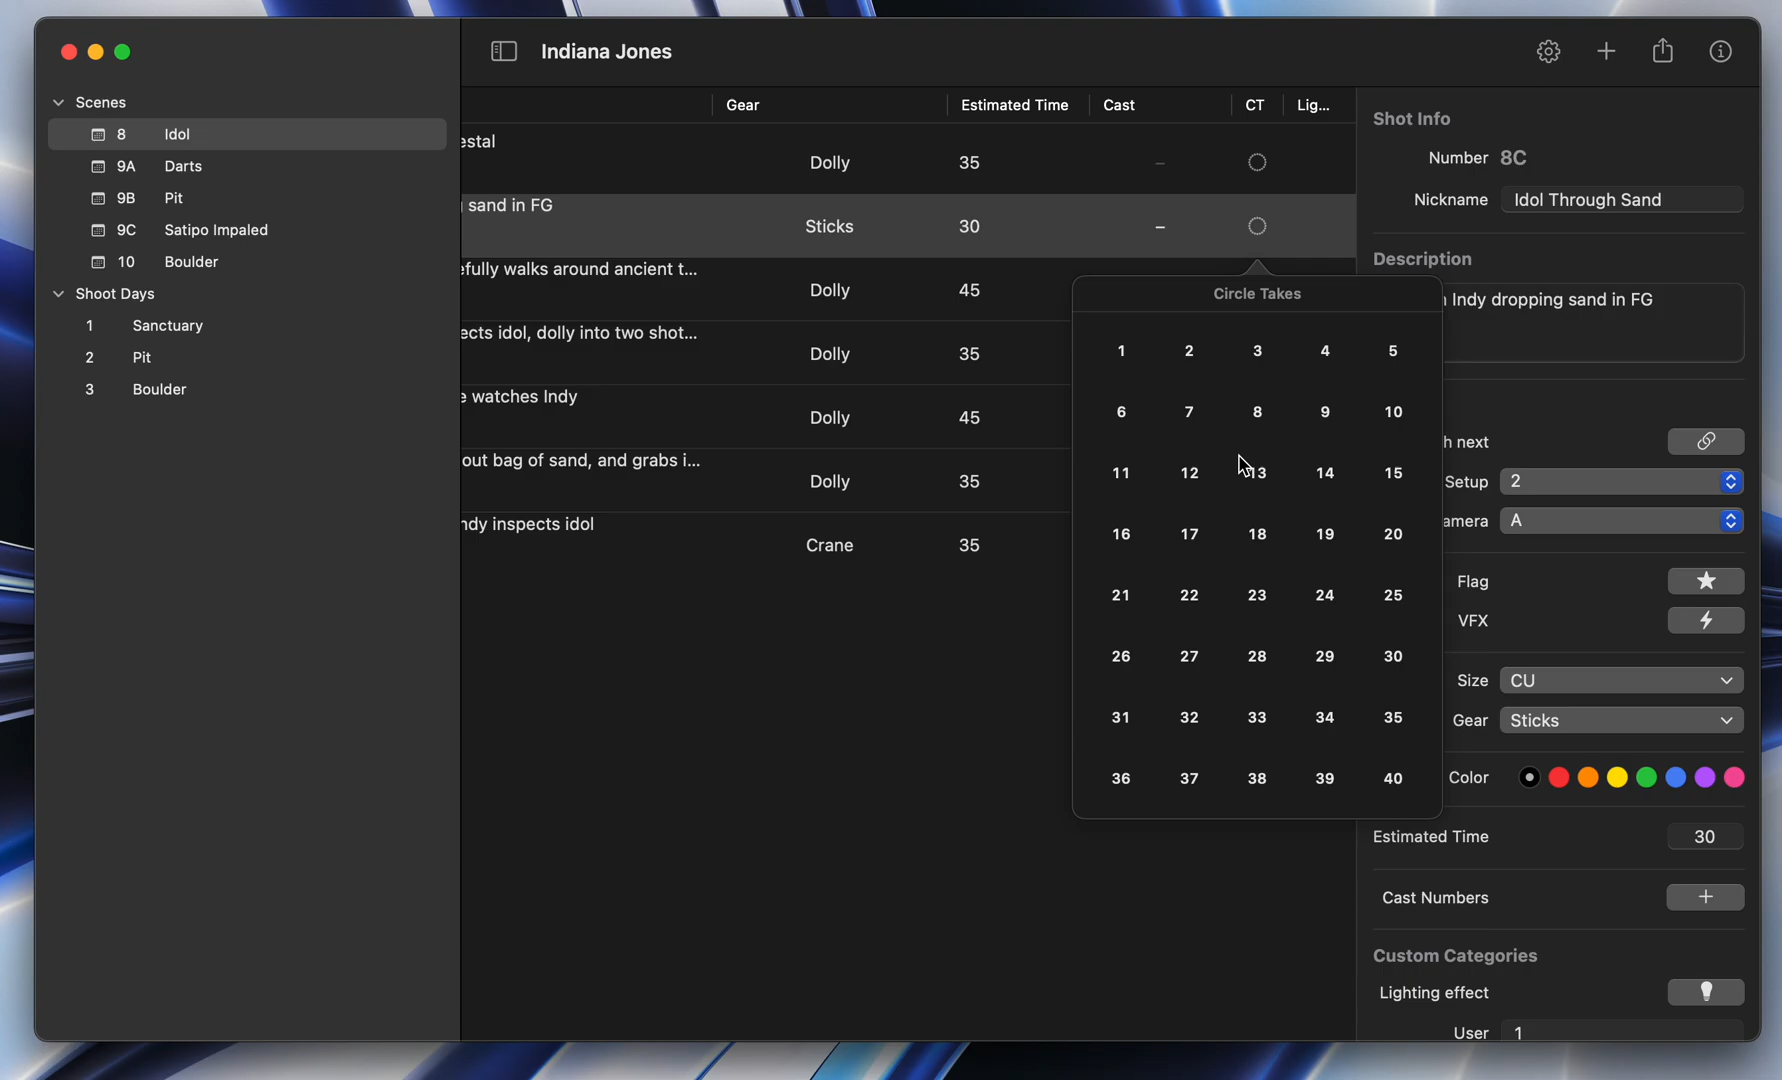 Indiana Jones
Scenes
8 Idol
9A Darts
9B Pit
9C Satipo Impaled
10 Boulder
Shoot Days
1 Sanctuary
2 Pit
3 Boulder
Gear Estimated Time Cast CT Lig...
estal
Dolly 35 –
sand in FG
Sticks 30 –
efully walks around ancient t...
Dolly 45
ects idol, dolly into two shot...
Dolly 35
e watches Indy
Dolly 45
out bag of sand, and grabs i...
Dolly 35
ndy inspects idol
Crane 35
Circle Takes
1 2 3 4 5
6 7 8 9 10
11 12 13 14 15
16 17 18 19 20
21 22 23 24 25
26 27 28 29 30
31 32 33 34 35
36 37 38 39 40
Shot Info
Number 8C
Nickname Idol Through Sand
Description
Indy dropping sand in FG
h next
Setup 2
amera A
Flag
VFX
Size CU
Gear Sticks
Color
Estimated Time 30
Cast Numbers
Custom Categories
Lighting effect
User 1